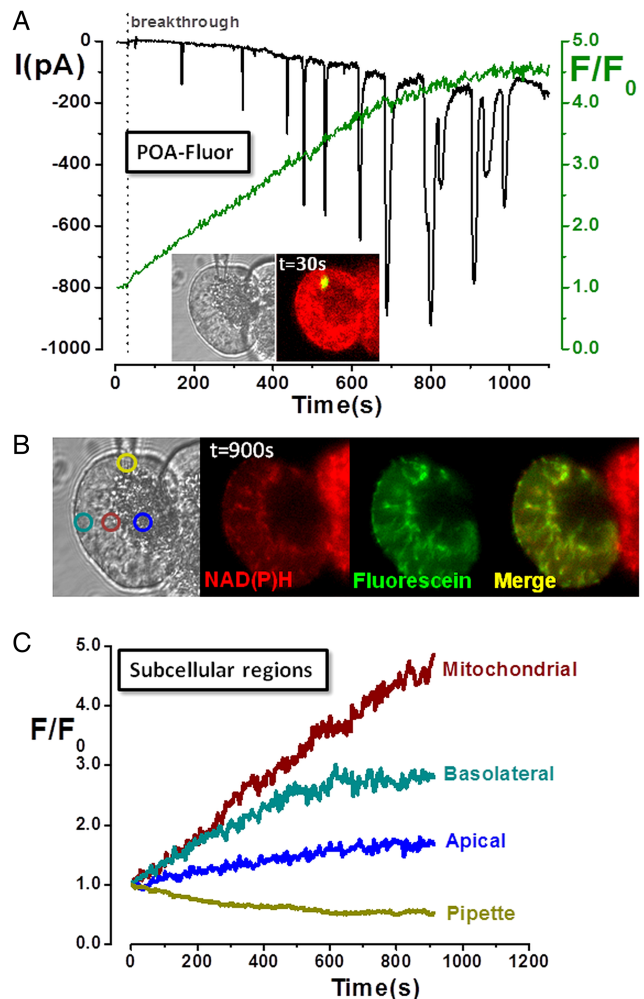 A
breakthrough
I(pA)
F/F0
0
-200
-400
-600
-800
-1000
5.0
4.0
3.0
2.0
1.0
0.0
POA-Fluor
t=30s
0 200 400 600 800 1000
Time(s)
B
t=900s
NAD(P)H
Fluorescein
Merge
C
Subcellular regions
F/F0
5.0
4.0
3.0
2.0
1.0
0.0
Mitochondrial
Basolateral
Apical
Pipette
0 200 400 600 800 1000 1200
Time(s)